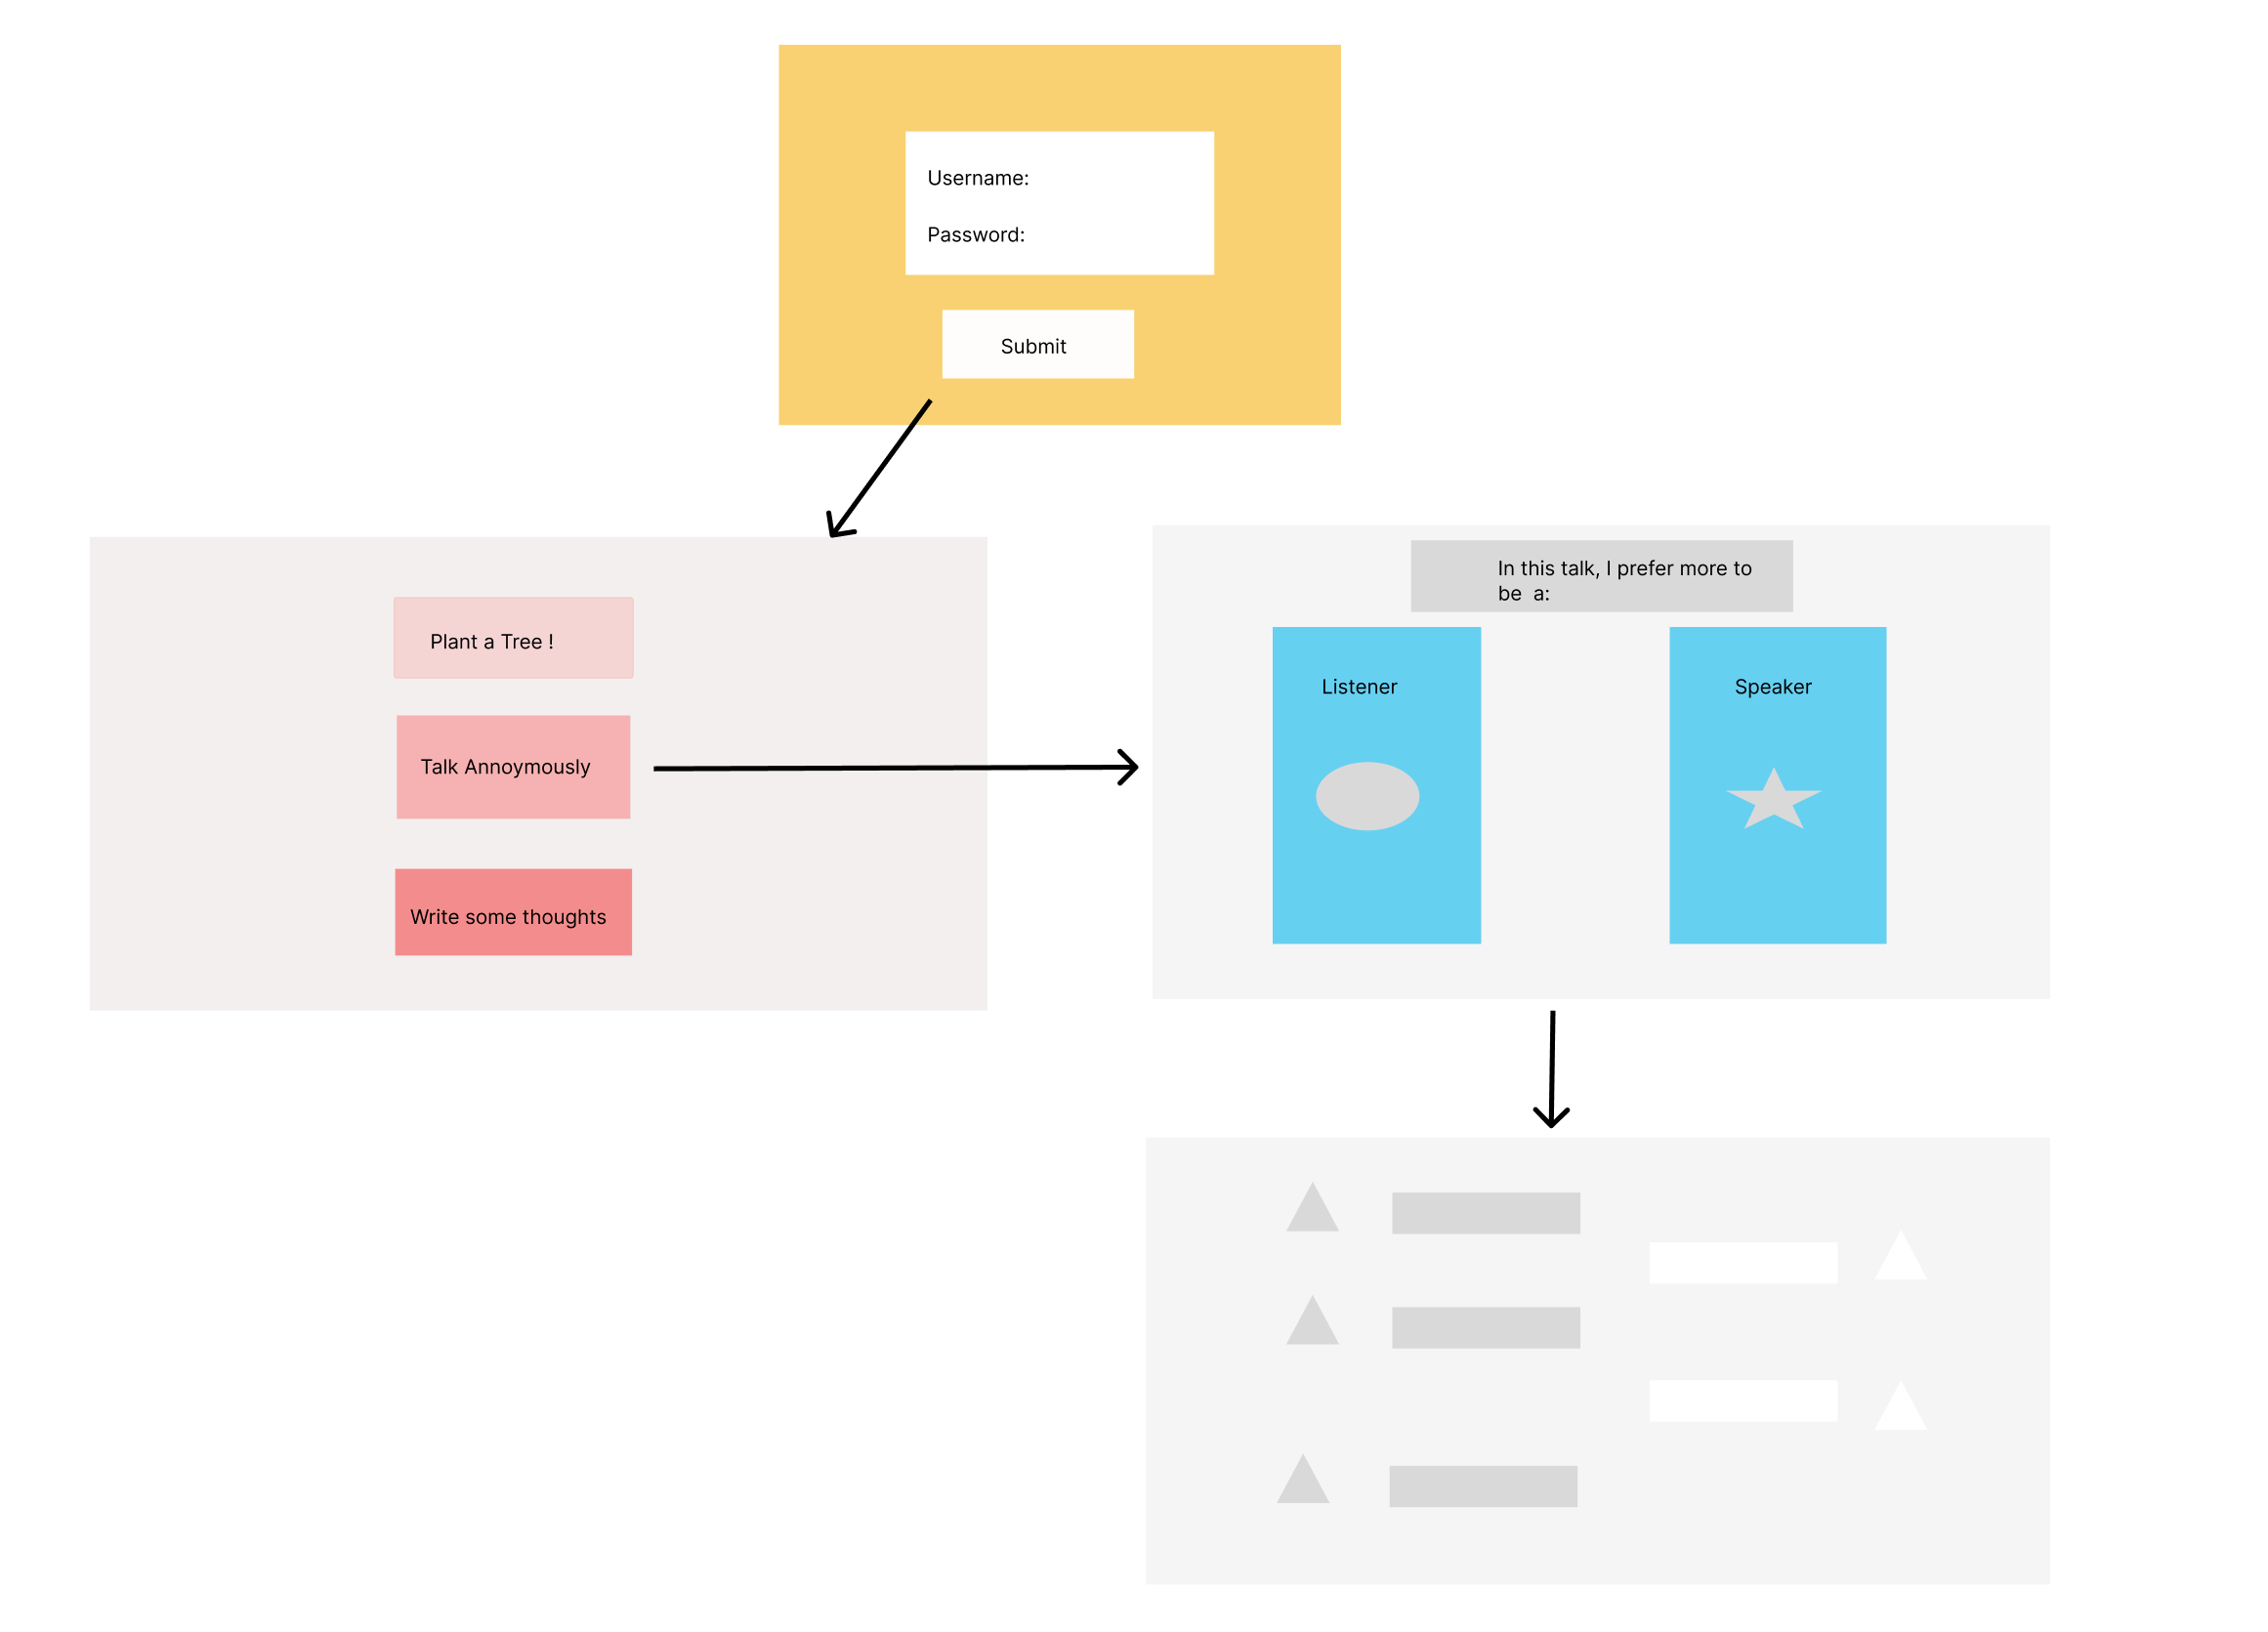 Username:
Password:
Submit
Plant a Tree !
Talk Annoymously
Write some thoughts
In this talk, I prefer more to
be  a:
Listener
Speaker